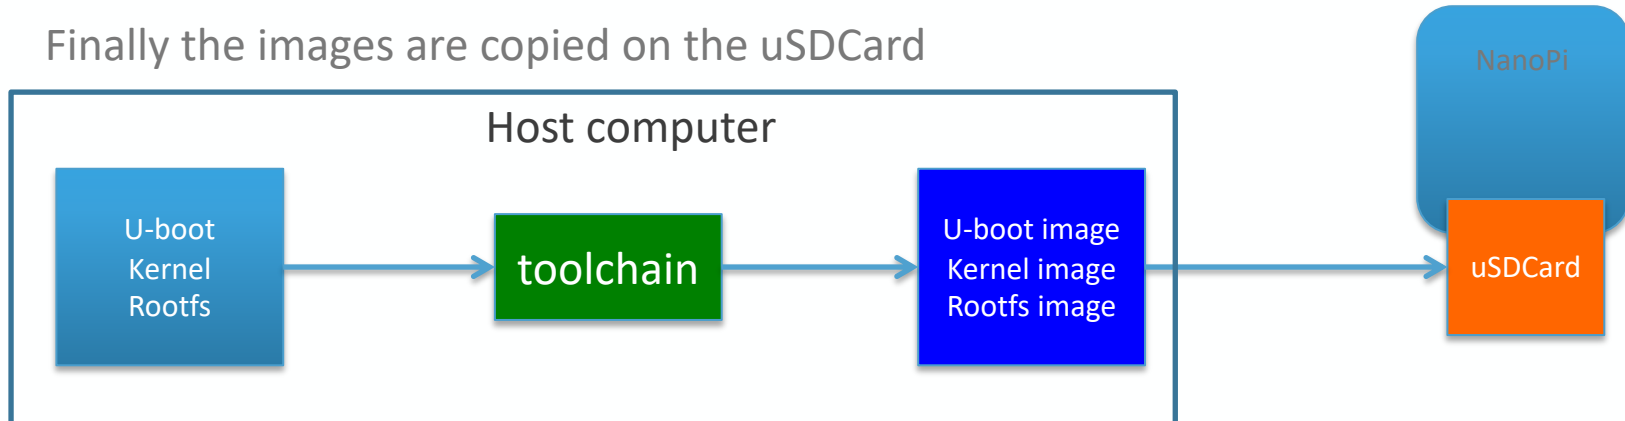 Finally the images are copied on the uSDCard
NanoPi
Host computer
U-boot
Kernel
Rootfs
toolchain
U-boot image
Kernel image
Rootfs image
uSDCard